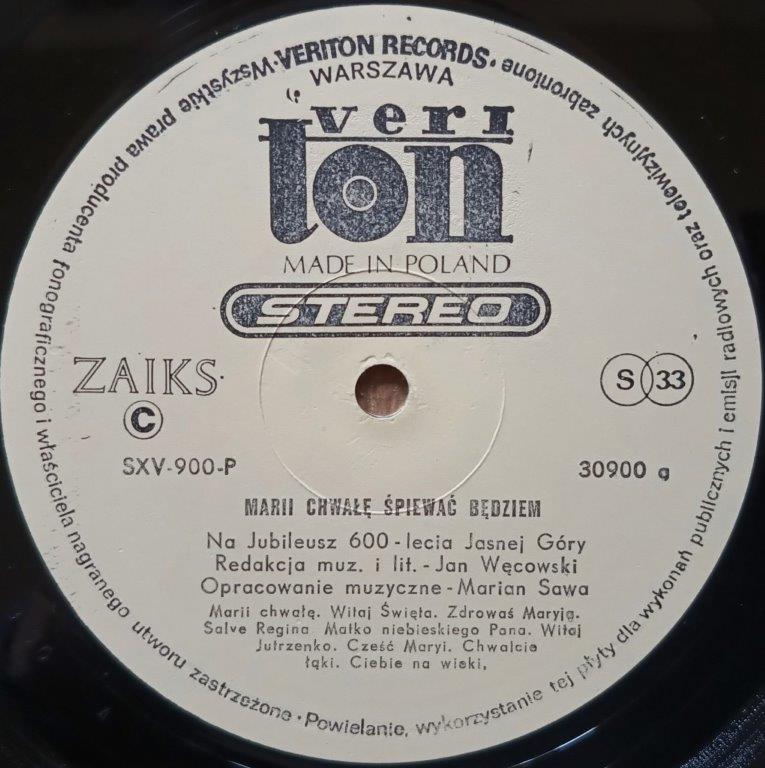 VERITON RECORDS·
WARSZAWA
veri
ton
MADE IN POLAND
STEREO
ZAIKS·
©
S 33
SXV-900-P
30900 g
MARII CHWAŁĘ ŚPIEWAĆ BĘDZIEM
Na Jubileusz 600-lecia Jasnej Góry
Redakcja muz. i lit.-Jan Węcowski
Opracowanie muzyczne-Marian Sawa
Marii chwałę. Witaj Święta. Zdrowaś Maryją.
Salve Regina Matko niebieskiego Pana. Witaj
Jutrzenko. Cześć Maryi. Chwalcie
łąki. Ciebie na wieki,
·Wszystkie prawa producenta fonograficznego i właściciela nagranego utworu zastrzeżone·Powielanie, wykorzystanie tej płyty dla wykonań publicznych i emisji radiowych oraz telewizyjnych zabronione·